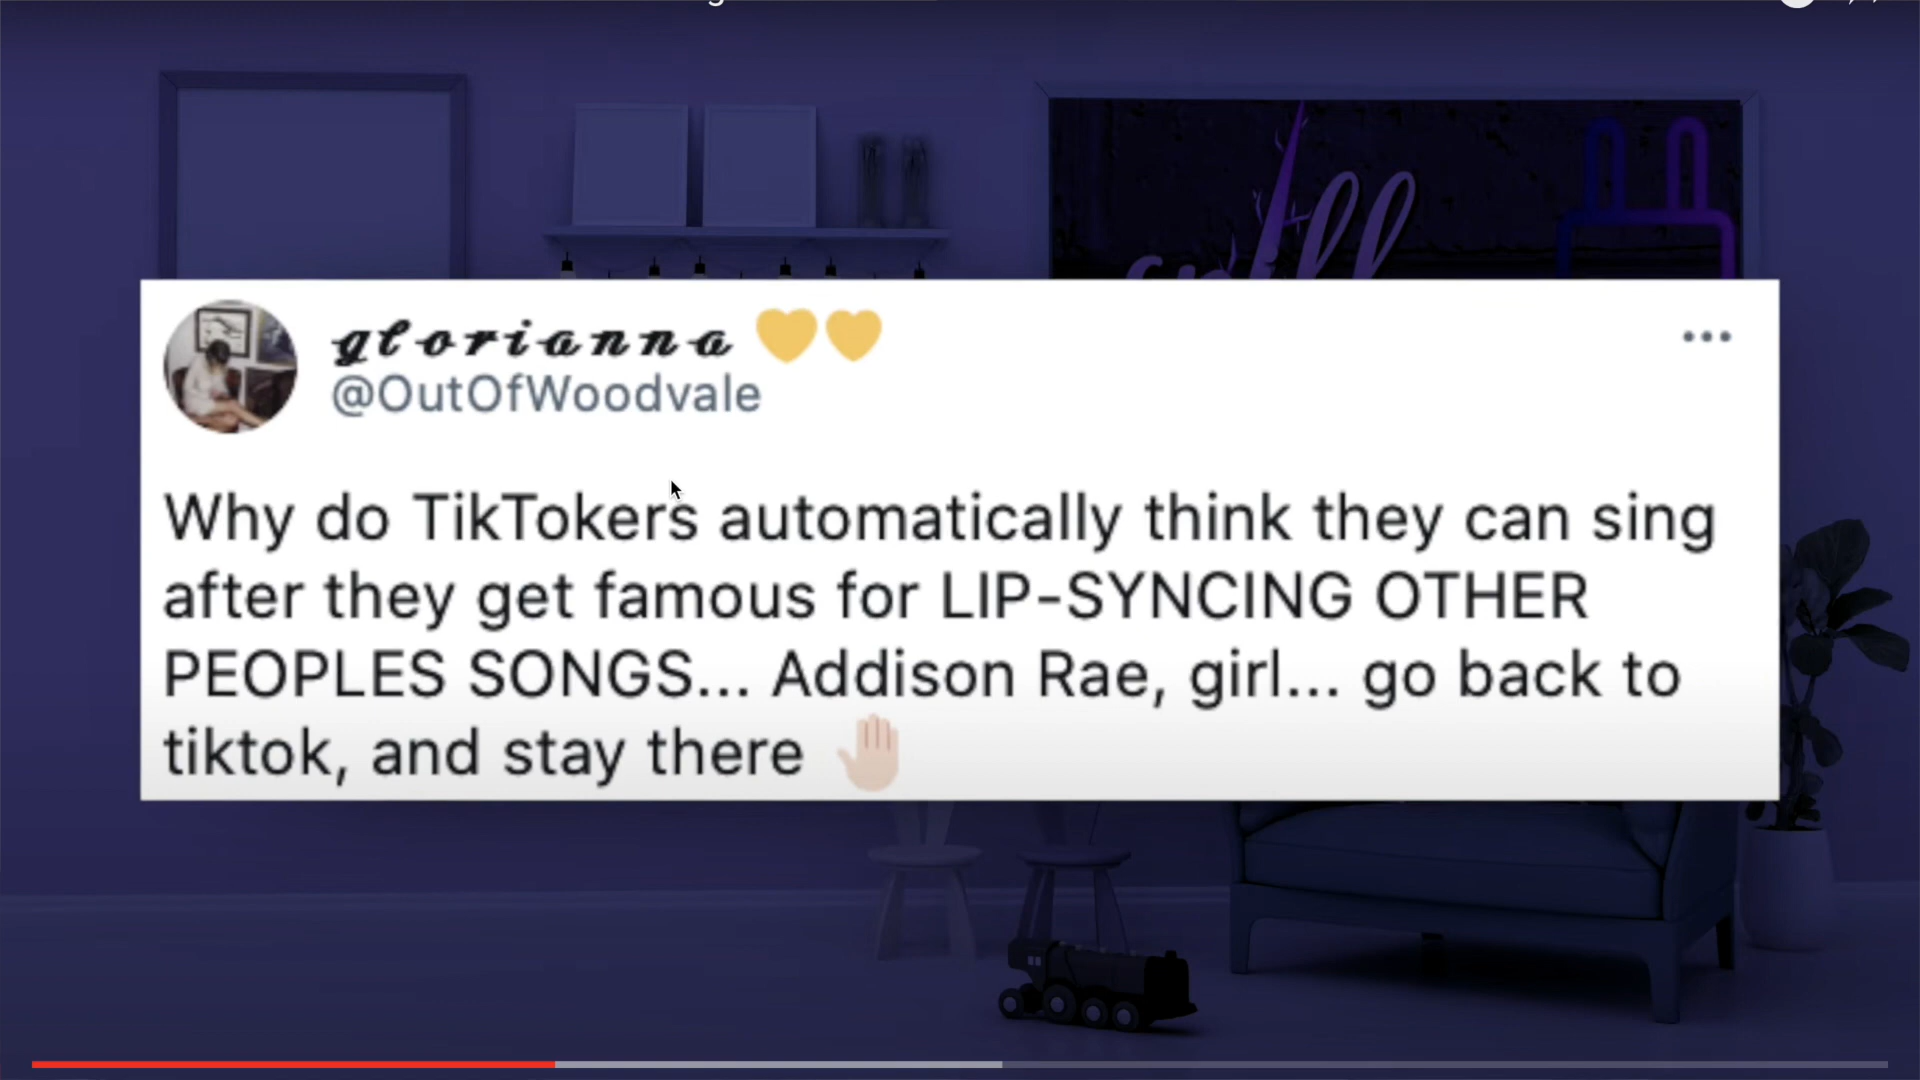 glorianna 💛💛
@OutOfWoodvale
Why do TikTokers automatically think they can sing
after they get famous for LIP-SYNCING OTHER
PEOPLES SONGS... Addison Rae, girl... go back to
tiktok, and stay there 🤚🏻